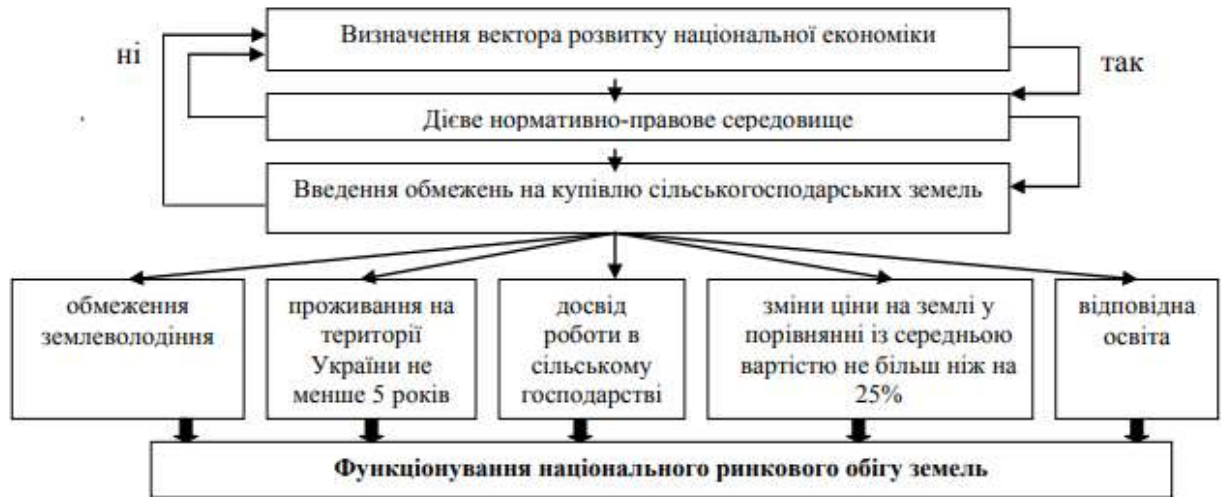 Визначення вектора розвитку національної економіки
ні
так
Дієве нормативно-правове середовище
Введення обмежень на купівлю сільськогосподарських земель
обмеження
землеволодіння
проживання на
території
України не
менше 5 років
досвід
роботи в
сільському
господарстві
зміни ціни на землі у
порівнянні із середньою
вартістю не більш ніж на
25%
відповідна
освіта
Функціонування національного ринкового обігу земель